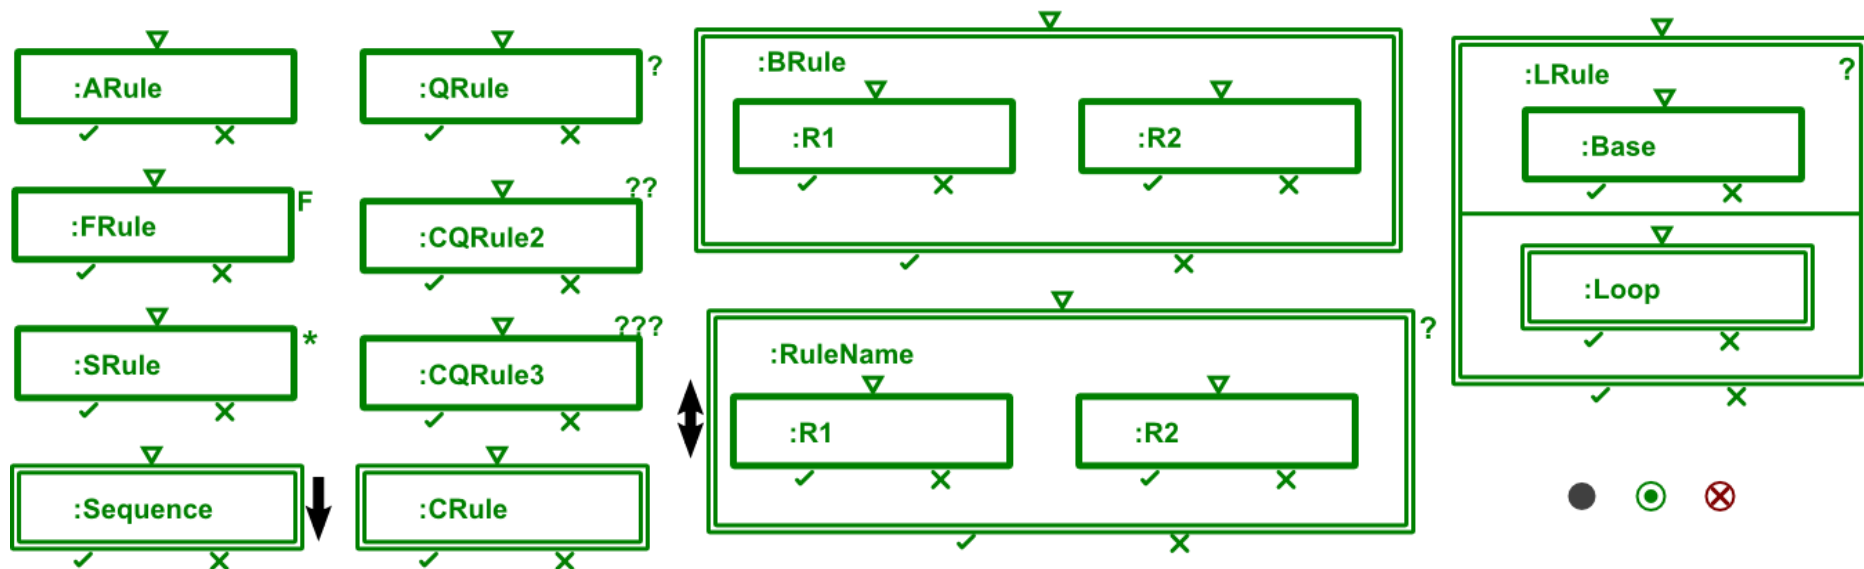 :ARule
:FRule
F
:SRule
*
:Sequence
:QRule
?
:CQRule2
??
:CQRule3
???
:CRule
:BRule
:R1
:R2
:RuleName
?
:R1
:R2
:LRule
?
:Base
:Loop